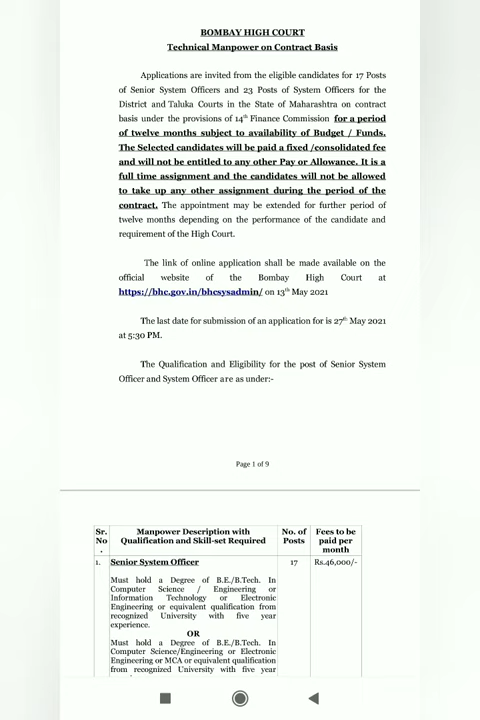 BOMBAY HIGH COURT
Technical Manpower on Contract Basis
Applications are invited from the eligible candidates for 17 Posts
of Senior System Officers and 23 Posts of System Officers for the
District and Taluka Courts in the State of Maharashtra on contract
basis under the provisions of 14th Finance Commission for a period
of twelve months subject to availability of Budget / Funds.
The Selected candidates will be paid a fixed /consolidated fee
and will not be entitled to any other Pay or Allowance. It is a
full time assignment and the candidates will not be allowed
to take up any other assignment during the period of the
contract. The appointment may be extended for further period of
twelve months depending on the performance of the candidate and
requirement of the High Court.
The link of online application shall be made available on the
official website of the Bombay High Court at
https://bhc.gov.in/bhcsysadmin/ on 13th May 2021
The last date for submission of an application for is 27th May 2021
at 5:30 PM.
The Qualification and Eligibility for the post of Senior System
Officer and System Officer are as under:-
Page 1 of 9
Sr. No . Manpower Description with Qualification and Skill-set Required No. of Posts Fees to be paid per month
1. Senior System Officer 17 Rs.46,000/-
Must hold a Degree of B.E./B.Tech. In
Computer Science / Engineering or
Information Technology or Electronic
Engineering or equivalent qualification from
recognized University with five year
experience.
OR
Must hold a Degree of B.E./B.Tech. In
Computer Science/Engineering or Electronic
Engineering or MCA or equivalent qualification
from recognized University with five year